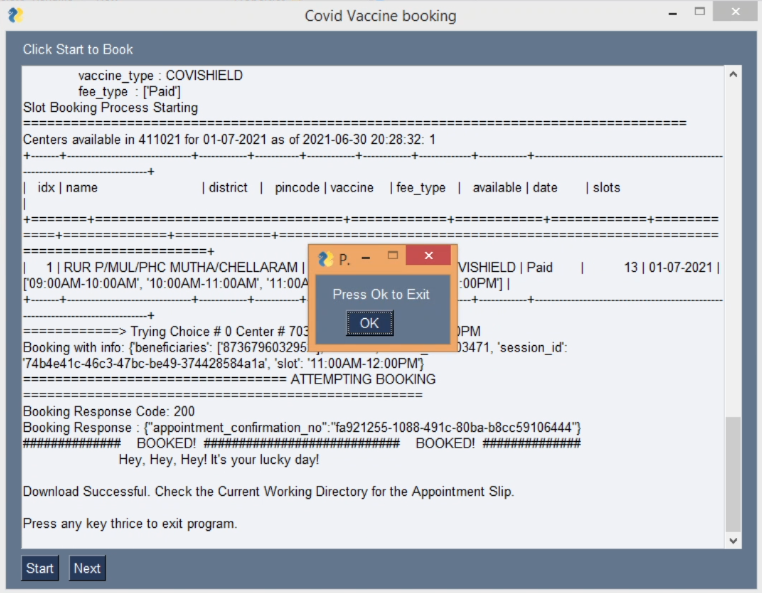 Covid Vaccine booking
Click Start to Book
vaccine_type : COVISHIELD
fee_type : ['Paid']
Slot Booking Process Starting
================================================================================
Centers available in 411021 for 01-07-2021 as of 2021-06-30 20:28:32: 1
+-------+-------------------------------+------------+-----------+------------+------------+-------------+------------+----------------------------------------------
-------------------------------+
| idx | name | district | pincode | vaccine | fee_type | available | date | slots
|
+=======+===============================+============+===========+============+========
====+=============+============+======================================================
=======================+
| 1 | RUR P/MUL/PHC MUTHA/CHELLARAM | VISHIELD | Paid | 13 | 01-07-2021 |
['09:00AM-10:00AM', '10:00AM-11:00AM', '11:00A :00PM'] |
+-------+-------------------------------+------------+-----------+------------+------------+-------------+------------+----------------------------------------------
-------------------------------+
============> Trying Choice # 0 Center # 703 PM
Booking with info: {'beneficiaries': ['873679603295 03471, 'session_id':
'74b4e41c-46c3-47bc-be49-374428584a1a', 'slot': '11:00AM-12:00PM'}
================================ ATTEMPTING BOOKING
================================================
Booking Response Code: 200
Booking Response : {"appointment_confirmation_no":"fa921255-1088-491c-80ba-b8cc59106444"}
############## BOOKED! ############################ BOOKED! ##############
Hey, Hey, Hey! It's your lucky day!
Download Successful. Check the Current Working Directory for the Appointment Slip.
Press any key thrice to exit program.
P.
Press Ok to Exit
OK
Start Next